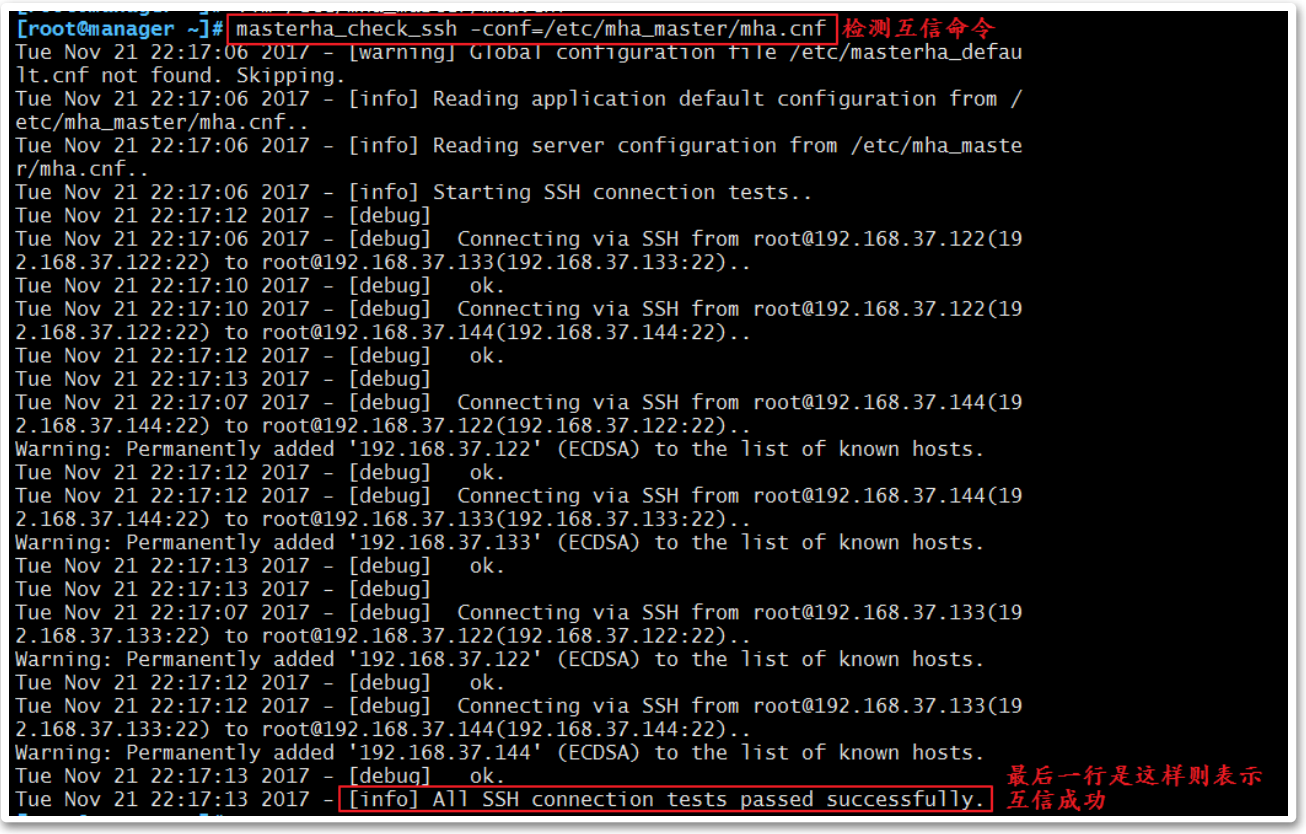 [root@manager ~]# masterha_check_ssh -conf=/etc/mha_master/mha.cnf 检测互信命令
Tue Nov 21 22:17:06 2017 - [warning] Global configuration file /etc/masterha_defau
lt.cnf not found. Skipping.
Tue Nov 21 22:17:06 2017 - [info] Reading application default configuration from /
etc/mha_master/mha.cnf..
Tue Nov 21 22:17:06 2017 - [info] Reading server configuration from /etc/mha_maste
r/mha.cnf..
Tue Nov 21 22:17:06 2017 - [info] Starting SSH connection tests..
Tue Nov 21 22:17:12 2017 - [debug]
Tue Nov 21 22:17:06 2017 - [debug]  Connecting via SSH from root@192.168.37.122(19
2.168.37.122:22) to root@192.168.37.133(192.168.37.133:22)..
Tue Nov 21 22:17:10 2017 - [debug]   ok.
Tue Nov 21 22:17:10 2017 - [debug]  Connecting via SSH from root@192.168.37.122(19
2.168.37.122:22) to root@192.168.37.144(192.168.37.144:22)..
Tue Nov 21 22:17:12 2017 - [debug]   ok.
Tue Nov 21 22:17:13 2017 - [debug]
Tue Nov 21 22:17:07 2017 - [debug]  Connecting via SSH from root@192.168.37.144(19
2.168.37.144:22) to root@192.168.37.122(192.168.37.122:22)..
Warning: Permanently added '192.168.37.122' (ECDSA) to the list of known hosts.
Tue Nov 21 22:17:12 2017 - [debug]   ok.
Tue Nov 21 22:17:12 2017 - [debug]  Connecting via SSH from root@192.168.37.144(19
2.168.37.144:22) to root@192.168.37.133(192.168.37.133:22)..
Warning: Permanently added '192.168.37.133' (ECDSA) to the list of known hosts.
Tue Nov 21 22:17:13 2017 - [debug]   ok.
Tue Nov 21 22:17:13 2017 - [debug]
Tue Nov 21 22:17:07 2017 - [debug]  Connecting via SSH from root@192.168.37.133(19
2.168.37.133:22) to root@192.168.37.122(192.168.37.122:22)..
Warning: Permanently added '192.168.37.122' (ECDSA) to the list of known hosts.
Tue Nov 21 22:17:12 2017 - [debug]   ok.
Tue Nov 21 22:17:12 2017 - [debug]  Connecting via SSH from root@192.168.37.133(19
2.168.37.133:22) to root@192.168.37.144(192.168.37.144:22)..
Warning: Permanently added '192.168.37.144' (ECDSA) to the list of known hosts.
Tue Nov 21 22:17:13 2017 - [debug]   ok.
Tue Nov 21 22:17:13 2017 - [info] All SSH connection tests passed successfully.
最后一行是这样则表示
互信成功